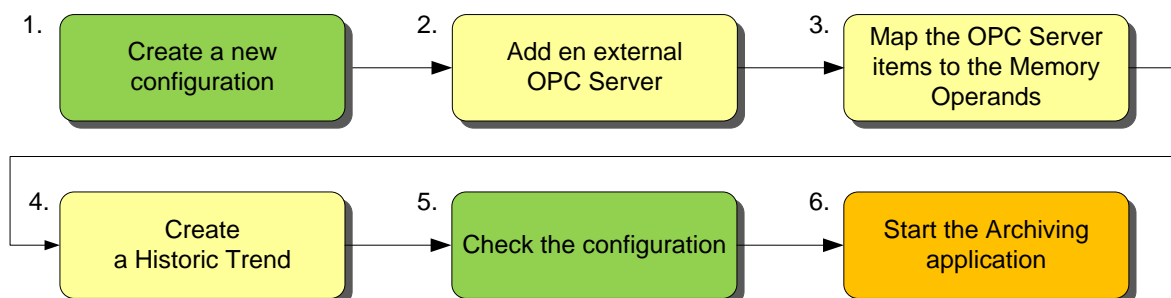 1.
Create a new
configuration
2.
Add en external
OPC Server
3.
Map the OPC Server
items to the Memory
Operands
4.
Create
a Historic Trend
5.
Check the configuration
6.
Start the Archiving
application